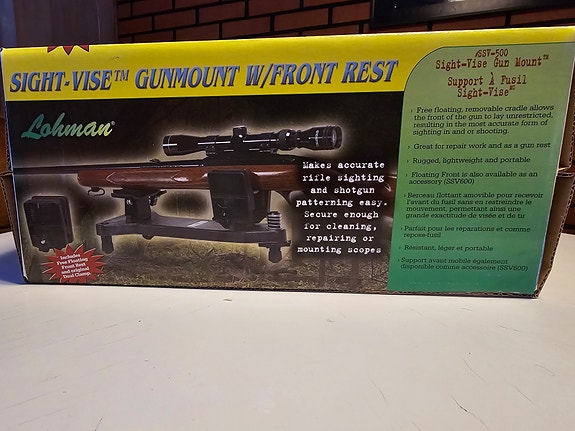 SIGHT-VISE™ GUNMOUNT W/FRONT REST
Lohman®
Makes accurate
rifle sighting
and shotgun
patterning easy.
Secure enough
for cleaning,
repairing or
mounting scopes
Includes
Free Floating
Front Rest
and original
Dual Clamp.
SSV-500
Sight-Vise Gun Mount™
Support À Fusil
Sight-Vise MC
› Free floating, removable cradle allows
the front of the gun to lay unrestricted,
resulting in the most accurate form of
sighting in and or shooting.
› Great for repair work and as a gun rest
› Rugged, lightweight and portable
› Floating Front is also available as an
accessory (SSV600)
› Berceau flottant amovible pour recevoir
l'avant du fusil sans en restreindre le
mouvement, permettant ainsi une
grande exactitude de visée et de tir
› Parfait pour les réparations et comme
repose-fusil
› Résistant, léger et portable
› Support avant mobile également
disponible comme accessoire (SSV600)